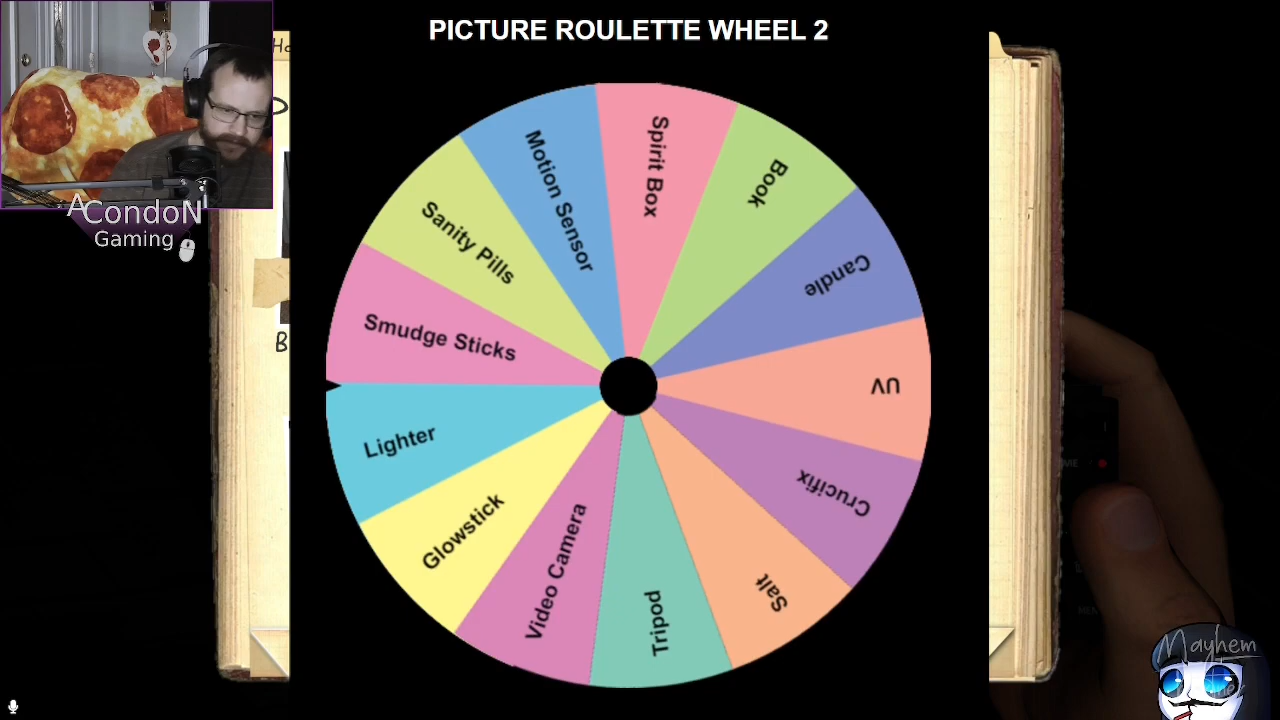 PICTURE ROULETTE WHEEL 2
Spirit Box
Book
Candle
UV
Crucifix
Salt
Tripod
Video Camera
Glowstick
Lighter
Smudge Sticks
Sanity Pills
Motion Sensor
ACondoN
Gaming
Mayhem